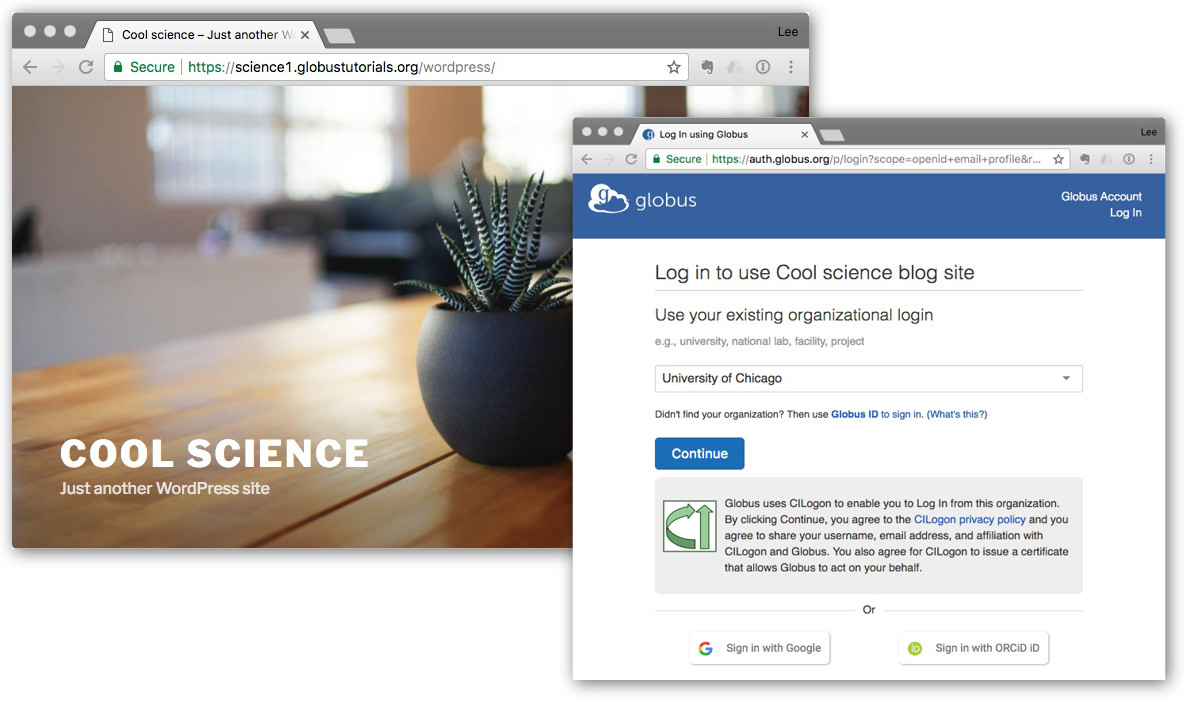 Cool science – Just another W
Lee
Secure
https://science1.globustutorials.org/wordpress/
COOL SCIENCE
Just another WordPress site
Log In using Globus
Lee
Secure
https://auth.globus.org/p/login?scope=openid+email+profile&r...
globus
Globus Account
Log In
Log in to use Cool science blog site
Use your existing organizational login
e.g., university, national lab, facility, project
University of Chicago
Didn't find your organization? Then use Globus ID to sign in. (What's this?)
Continue
Globus uses CILogon to enable you to Log In from this organization.
By clicking Continue, you agree to the CILogon privacy policy and you
agree to share your username, email address, and affiliation with
CILogon and Globus. You also agree for CILogon to issue a certificate
that allows Globus to act on your behalf.
Or
Sign in with Google
iD
Sign in with ORCiD iD